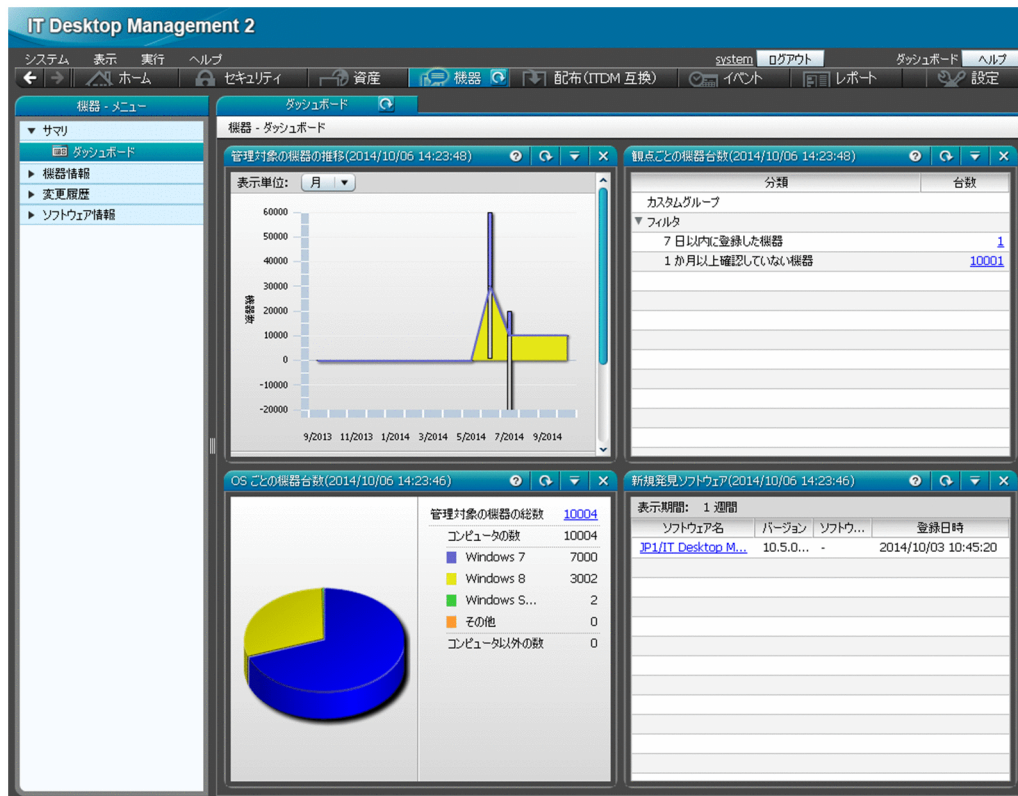 IT Desktop Management 2
システム 表示 実行 ヘルプ system ログアウト ダッシュボード ヘルプ
ホーム セキュリティ 資産 機器 配布(ITDM 互換) イベント レポート 設定
機器 - メニュー
▼ サマリ
ダッシュボード
▶ 機器情報
▶ 変更履歴
▶ ソフトウェア情報
ダッシュボード
機器 - ダッシュボード
管理対象の機器の推移(2014/10/06 14:23:48)
表示単位: 月
60000
50000
40000
30000
20000
10000
0
-10000
-20000
機器数
9/2013 11/2013 1/2014 3/2014 5/2014 7/2014 9/2014
観点ごとの機器台数(2014/10/06 14:23:48)
分類 台数
カスタムグループ
▼ フィルタ
7 日以内に登録した機器 1
1 か月以上確認していない機器 10001
OS ごとの機器台数(2014/10/06 14:23:46)
管理対象の機器の総数 10004
コンピュータの数 10004
Windows 7 7000
Windows 8 3002
Windows S... 2
その他 0
コンピュータ以外の数 0
新規発見ソフトウェア(2014/10/06 14:23:46)
表示期間: 1 週間
ソフトウェア名 バージョン ソフトウ... 登録日時
JP1/IT Desktop M... 10.5.0... - 2014/10/03 10:45:20